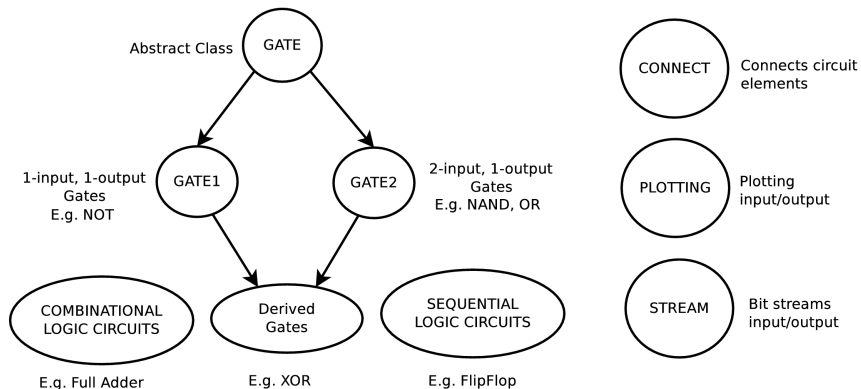 GATE
Abstract Class
CONNECT
Connects circuit
elements
1-input, 1-output
Gates
E.g. NOT
GATE1
GATE2
2-input, 1-output
Gates
E.g. NAND, OR
PLOTTING
Plotting
input/output
COMBINATIONAL
LOGIC CIRCUITS
E.g. Full Adder
Derived
Gates
E.g. XOR
SEQUENTIAL
LOGIC CIRCUITS
E.g. FlipFlop
STREAM
Bit streams
input/output